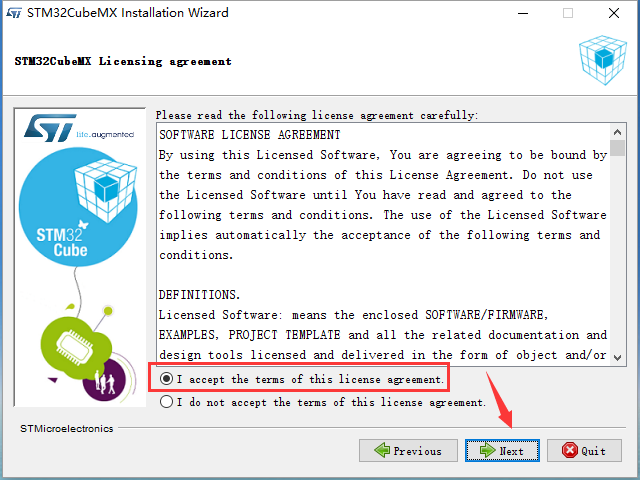 STM32CubeMX Installation Wizard
STM32CubeMX Licensing agreement
Please read the following license agreement carefully:
ST life.augmented
STM32
Cube
SOFTWARE LICENSE AGREEMENT
By using this Licensed Software, You are agreeing to be bound by
the terms and conditions of this License Agreement. Do not use
the Licensed Software until You have read and agreed to the
following terms and conditions. The use of the Licensed Software
implies automatically the acceptance of the following terms and
conditions.
DEFINITIONS.
Licensed Software: means the enclosed SOFTWARE/FIRMWARE,
EXAMPLES, PROJECT TEMPLATE and all the related documentation and
design tools licensed and delivered in the form of object and/or
I accept the terms of this license agreement.
I do not accept the terms of this license agreement.
STMicroelectronics
Previous
Next
Quit